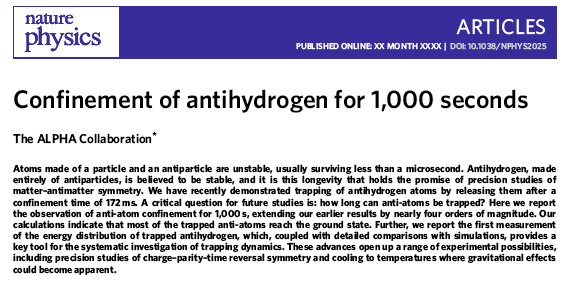 nature
physics
ARTICLES
PUBLISHED ONLINE: XX MONTH XXXX | DOI: 10.1038/NPHYS2025
Confinement of antihydrogen for 1,000 seconds
The ALPHA Collaboration*
Atoms made of a particle and an antiparticle are unstable, usually surviving less than a microsecond. Antihydrogen, made
entirely of antiparticles, is believed to be stable, and it is this longevity that holds the promise of precision studies of
matter–antimatter symmetry. We have recently demonstrated trapping of antihydrogen atoms by releasing them after a
confinement time of 172 ms. A critical question for future studies is: how long can anti-atoms be trapped? Here we report
the observation of anti-atom confinement for 1,000 s, extending our earlier results by nearly four orders of magnitude. Our
calculations indicate that most of the trapped anti-atoms reach the ground state. Further, we report the first measurement
of the energy distribution of trapped antihydrogen, which, coupled with detailed comparisons with simulations, provides a
key tool for the systematic investigation of trapping dynamics. These advances open up a range of experimental possibilities,
including precision studies of charge–parity–time reversal symmetry and cooling to temperatures where gravitational effects
could become apparent.